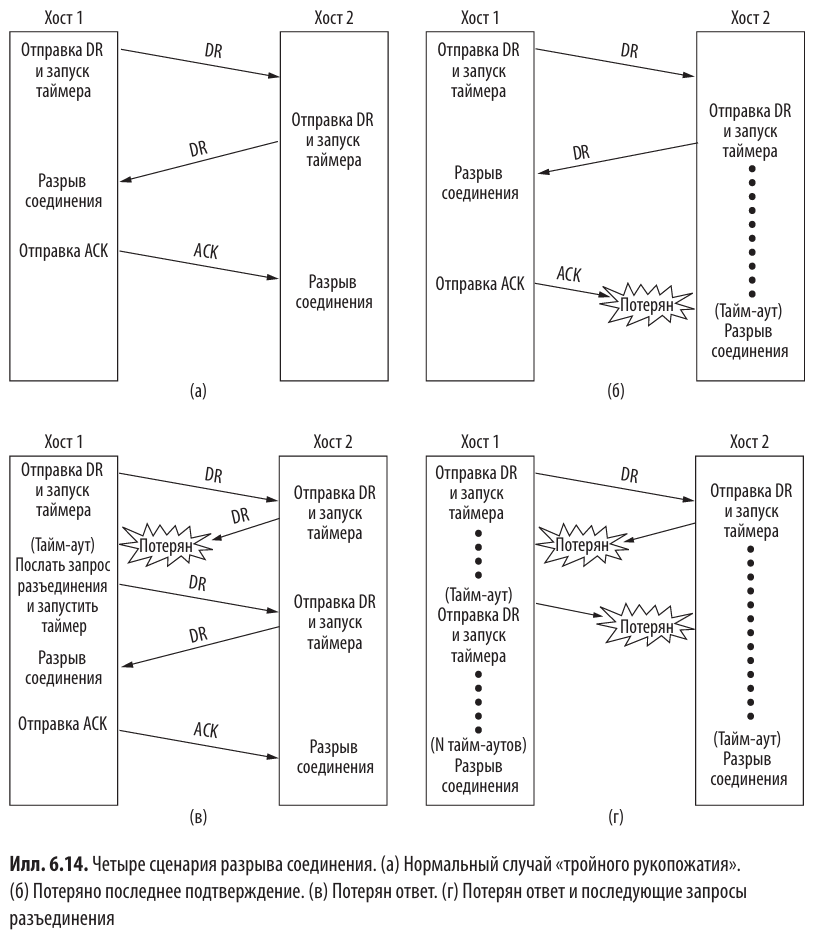 Хост 1
Хост 2
Отправка DR
и запуск
таймера
DR
Отправка DR
и запуск
таймера
DR
Разрыв
соединения
Отправка ACK
ACK
Разрыв
соединения
(а)
Хост 1
Хост 2
Отправка DR
и запуск
таймера
DR
Отправка DR
и запуск
таймера
DR
Разрыв
соединения
Отправка ACK
ACK
Потерян
(Тайм-аут)
Разрыв
соединения
(б)
Хост 1
Хост 2
Отправка DR
и запуск
таймера
DR
Отправка DR
и запуск
таймера
DR
Потерян
(Тайм-аут)
Послать запрос
разъединения
и запустить
таймер
DR
Отправка DR
и запуск
таймера
DR
Разрыв
соединения
Отправка ACK
ACK
Разрыв
соединения
(в)
Хост 1
Хост 2
Отправка DR
и запуск
таймера
DR
Отправка DR
и запуск
таймера
Потерян
(Тайм-аут)
Отправка DR
и запуск
таймера
Потерян
(N тайм-аутов)
Разрыв
соединения
(Тайм-аут)
Разрыв
соединения
(г)
Илл. 6.14. Четыре сценария разрыва соединения. (а) Нормальный случай «тройного рукопожатия».
(б) Потеряно последнее подтверждение. (в) Потерян ответ. (г) Потерян ответ и последующие запросы
разъединения